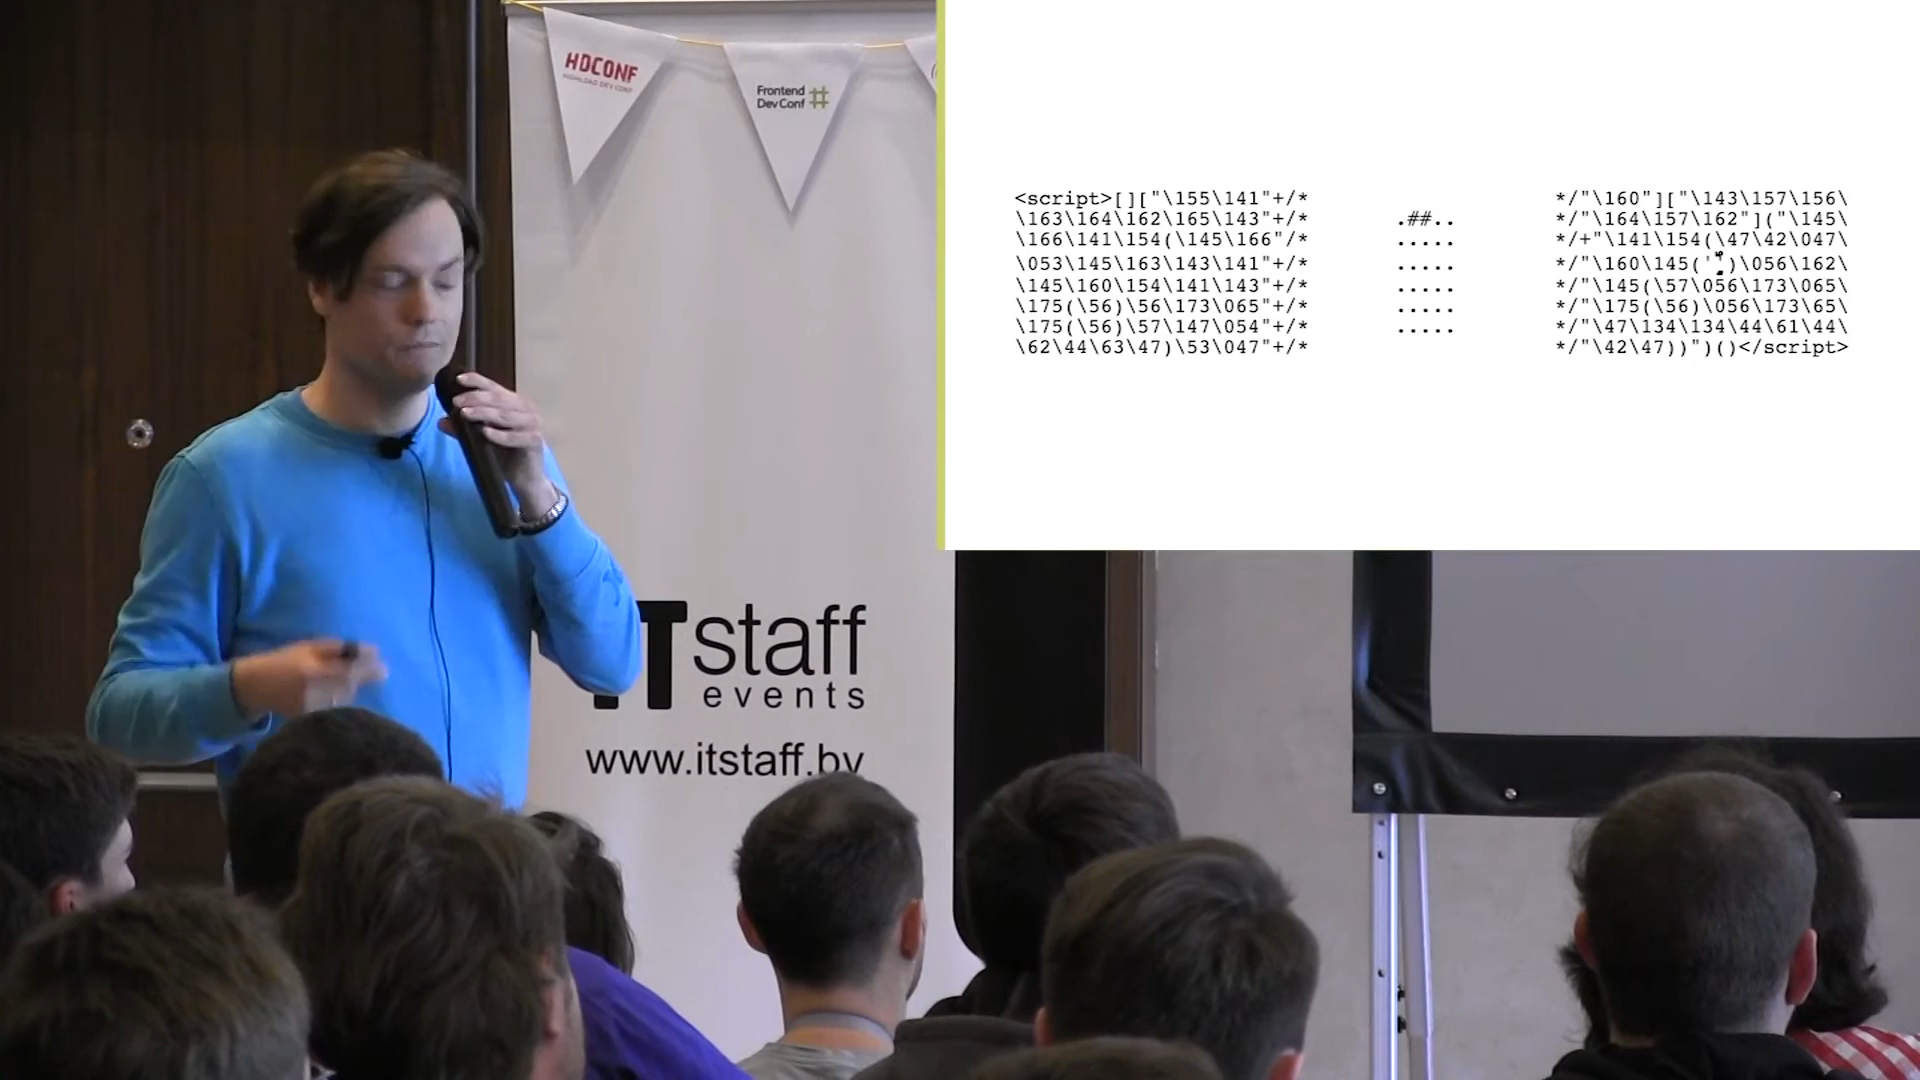 HDCONF
HIGHLOAD DEV CONF
Frontend
Dev Conf
<script>[]["\155\141"+/* */"\160"]["\143\157\156\
\163\164\162\165\143"+/* .##.. */"\164\157\162"]("\145\
\166\141\154(\145\166"/* ..... */+"\141\154(\47\42\047\
\053\145\163\143\141"+/* ..... */"\160\145(' )\056\162\
\145\160\154\141\143"+/* ..... */"\145(\57\056\173\065\
\175(\56)\56\173\065"+/* ..... */"\175(\56)\056\173\65\
\175(\56)\57\147\054"+/* ..... */"\47\134\134\44\61\44\
\62\44\63\47)\53\047"+/* */"\42\47))")()</script>
ITstaff
events
www.itstaff.by